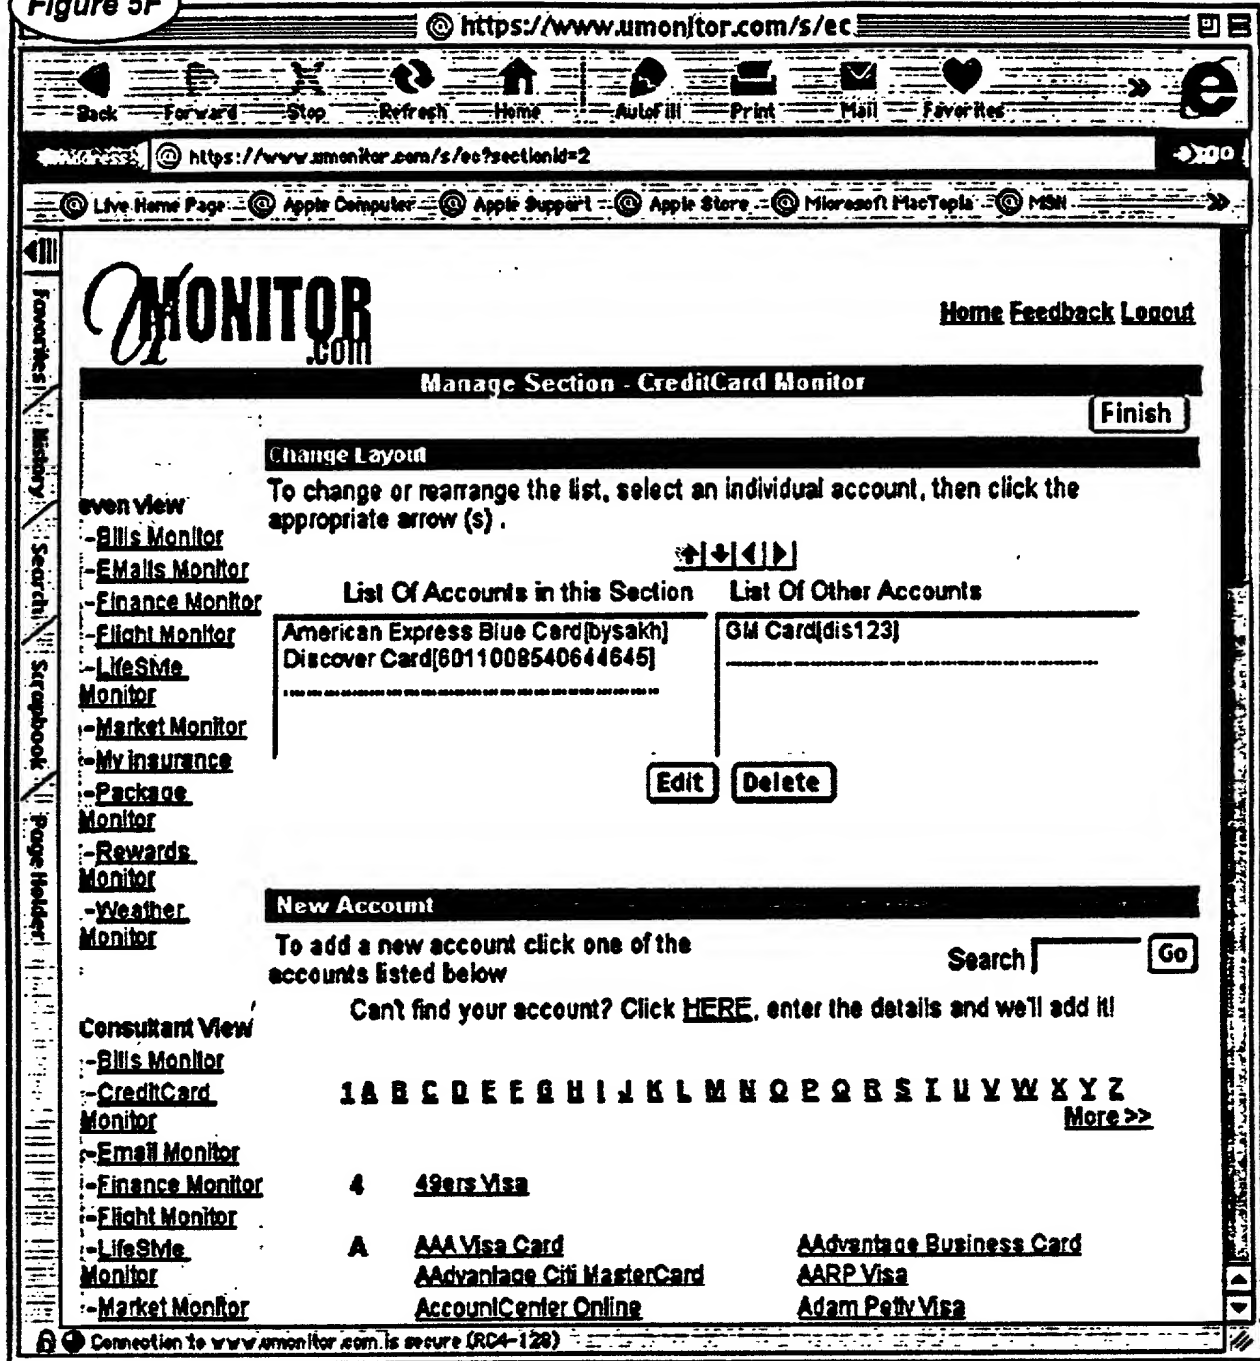 Figure 5F
@ https://www.umonitor.com/s/ec
Back Forward Stop Refresh Home AutoFill Print Mail Favorites »
Address @ https://www.umonitor.com/s/ec?sectionid=2 Go
@ Live Home Page @ Apple Computer @ Apple Support @ Apple Store @ Microsoft MacTopia @ MSN »
Favorites History Search Scrapbook Page Holder
UMONITOR
.com
Home Feedback Logout
Manage Section - CreditCard Monitor
Finish
Change Layout
To change or rearrange the list, select an individual account, then click the
appropriate arrow (s) .
List Of Accounts in this Section List Of Other Accounts
American Express Blue Card[bysakh] GM Card[dis123]
Discover Card[6011008540644645]
Edit Delete
even view
-Bills Monitor
-EMails Monitor
-Finance Monitor
-Flight Monitor
-LifeStyle
Monitor
-Market Monitor
-My insurance
-Package
Monitor
-Rewards
Monitor
-Weather
Monitor
New Account
To add a new account click one of the
accounts listed below
Search Go
Can't find your account? Click HERE, enter the details and we'll add it!
1 A B C D E F G H I J K L M N O P Q R S T U V W X Y Z
More >>
4 49ers Visa
A AAA Visa Card AAdvantage Business Card
AAdvantage Citi MasterCard AARP Visa
AccountCenter Online Adam Petty Visa
Consultant View
-Bills Monitor
-CreditCard
Monitor
-Email Monitor
-Finance Monitor
-Flight Monitor
-LifeStyle
Monitor
-Market Monitor
Connection to www.umonitor.com is secure (RC4-128)